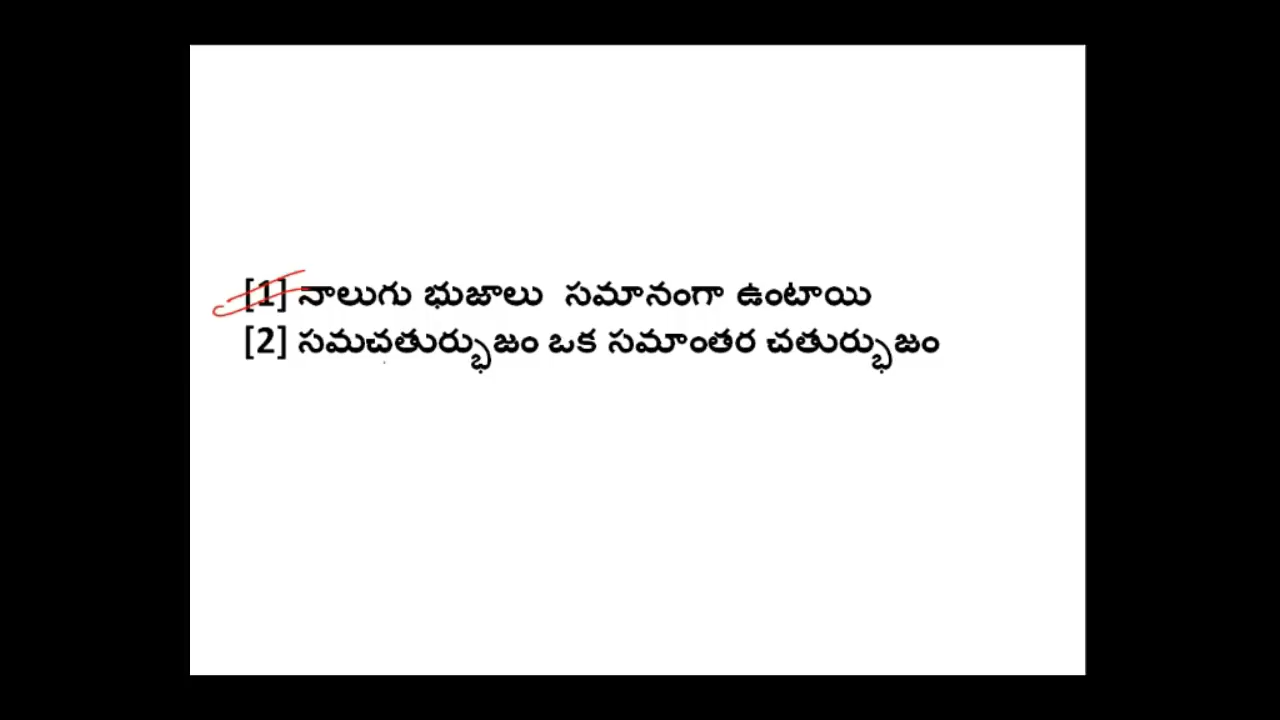 [1] నాలుగు భుజాలు సమానంగా ఉంటాయి
[2] సమచతుర్భుజం ఒక సమాంతర చతుర్భుజం